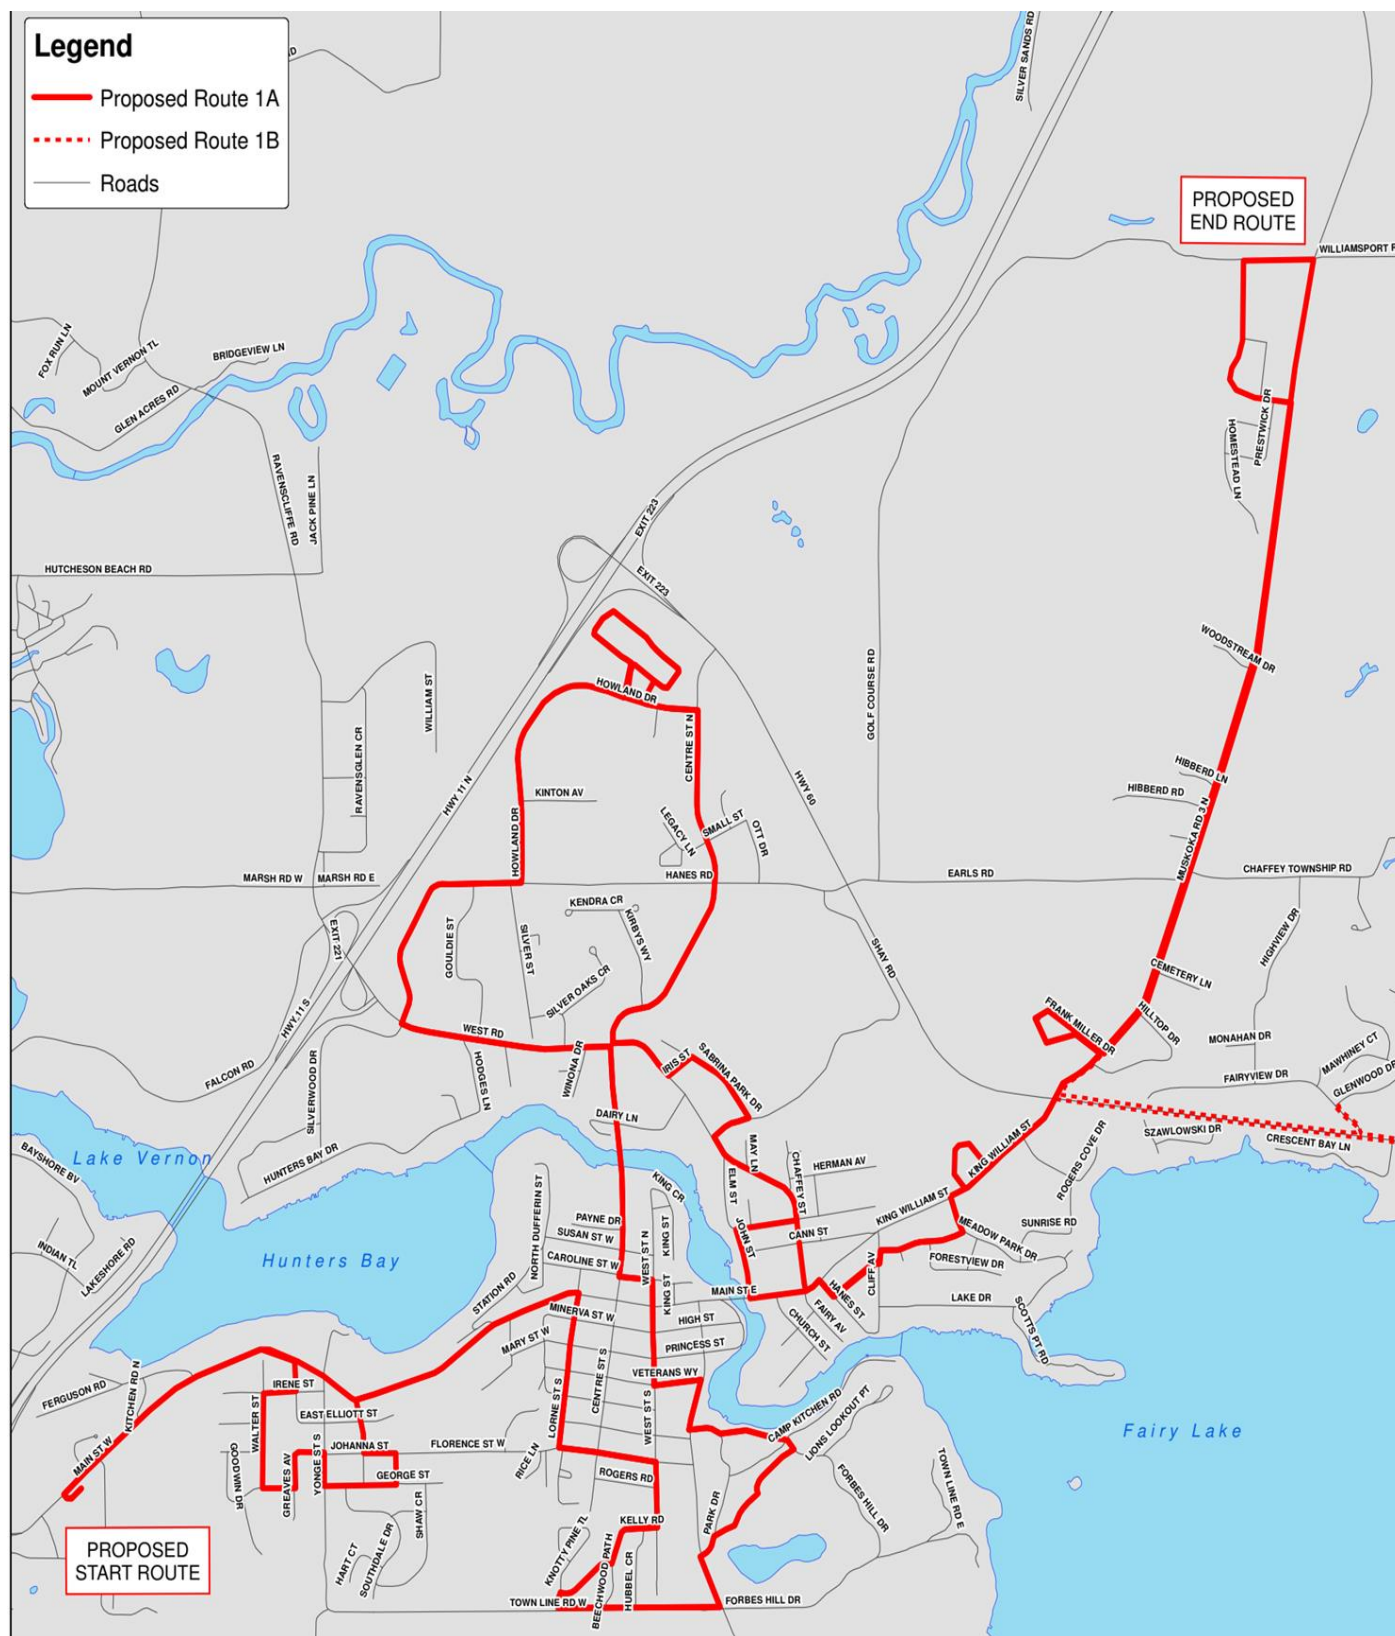 Legend
Proposed Route 1A
Proposed Route 1B
Roads
SILVER SANDS RD
PROPOSED
END ROUTE
WILLIAMSPORT R
FOX RUN LN
MOUNT VERNON TL
BRIDGEVIEW LN
GLEN ACRES RD
RAVENSCLIFFE RD
JACK PINE LN
HOMESTEAD LN
PRESTWICK DR
EXIT 223
EXIT 223
HUTCHESON BEACH RD
WOODSTREAM DR
WILLIAM ST
RAVENSGLEN CR
HOWLAND DR
CENTRE ST N
GOLF COURSE RD
HWY 11 N
HWY 60
KINTON AV
HOWLAND DR
LEGACY LN
SMALL ST
OTT DR
HIBBERD LN
HIBBERD RD
MUSKOKA RD 3 N
MARSH RD W
MARSH RD E
HANES RD
EARLS RD
CHAFFEY TOWNSHIP RD
EXIT 221
GOULDIE ST
SILVER ST
KENDRA CR
KIRBYS WY
SILVER OAKS CR
SHAY RD
HIGHVIEW DR
CEMETERY LN
HWY 11 S
WEST RD
FRANK MILLER DR
HILLTOP DR
MONAHAN DR
MAWHINEY CT
FALCON RD
SILVERWOOD DR
HODGES LN
WINONA DR
IRIS ST
SABRINA PARK DR
FAIRYVIEW DR
GLENWOOD DR
DAIRY LN
SZAWLOWSKI DR
CRESCENT BAY LN
Lake Vernon
BAYSHORE BV
HUNTERS BAY DR
MAY LN
ELM ST
CHAFFEY ST
HERMAN AV
KING WILLIAM ST
ROGERS COVE DR
KING CR
NORTH DUFFERIN ST
PAYNE DR
SUSAN ST W
CAROLINE ST W
WEST ST N
KING ST
KING ST
JOHN ST
CANN ST
KING WILLIAM ST
SUNRISE RD
MEADOW PARK DR
FORESTVIEW DR
INDIAN TL
LAKESHORE RD
Hunters Bay
STATION RD
MAIN ST E
HANES ST
CLIFF AV
LAKE DR
MINERVA ST W
MARY ST W
HIGH ST
PRINCESS ST
CHURCH ST
FAIRY AV
SCOTTS PT RD
FERGUSON RD
KITCHEN RD N
IRENE ST
VETERANS WY
WALTER ST
EAST ELLIOTT ST
LORNE ST S
CENTRE ST S
WEST ST S
CAMP KITCHEN RD
LIONS LOOKOUT PT
Fairy Lake
MAIN ST W
GOODWIN DR
GREAVES AV
YONGE ST S
JOHANNA ST
FLORENCE ST W
RICE LN
GEORGE ST
ROGERS RD
FORBES HILL DR
TOWN LINE RD E
SHAW CR
PARK DR
KELLY RD
PROPOSED
START ROUTE
HART CT
SOUTHDALE DR
KNOTTY PINE TL
BEECHWOOD PATH
HUBBEL CR
TOWN LINE RD W
FORBES HILL DR